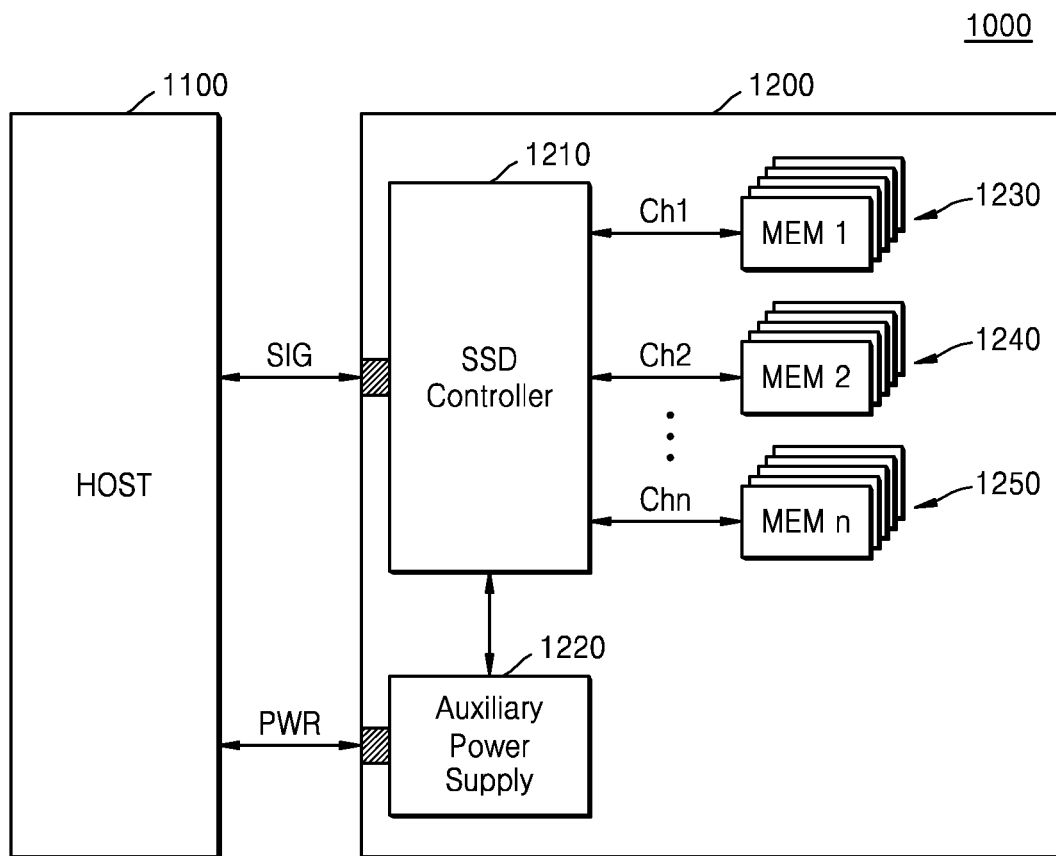 1000
1100
1200
1210
Ch1
MEM 1
1230
SIG
SSD
Controller
Ch2
MEM 2
1240
HOST
Chn
MEM n
1250
1220
PWR
Auxiliary
Power
Supply